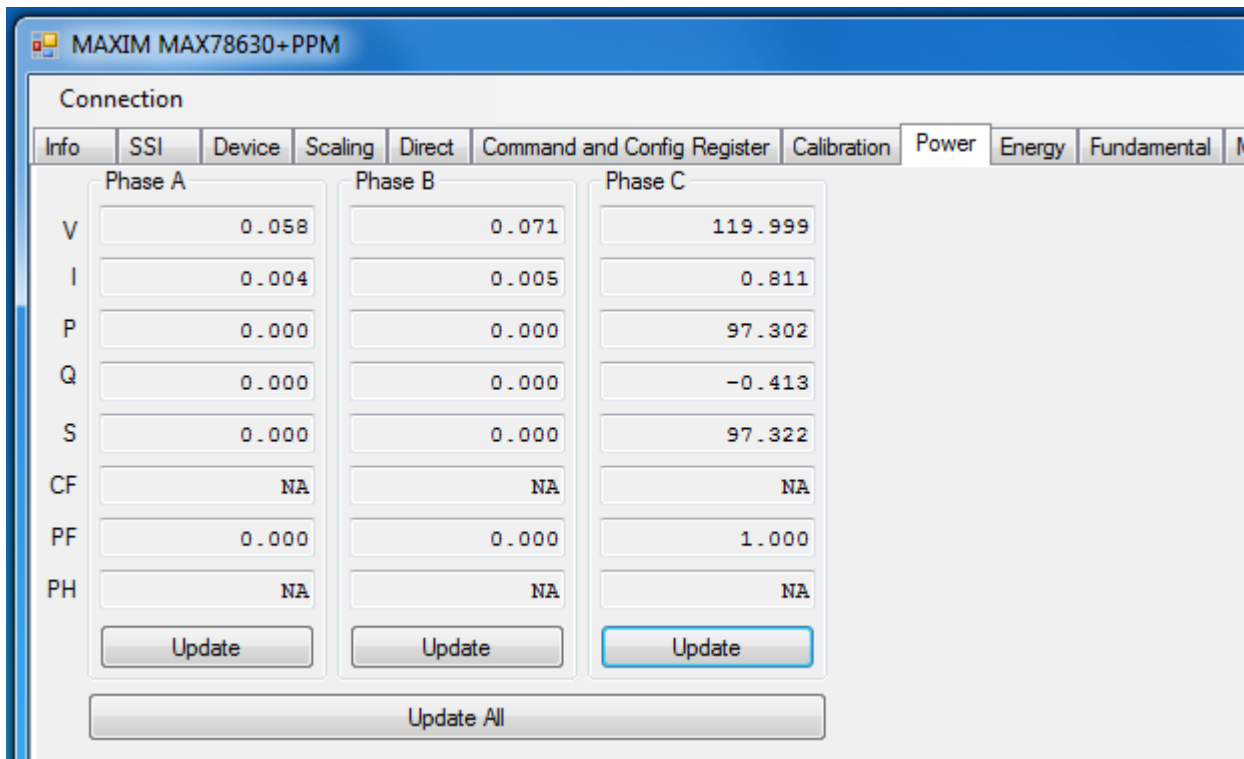 MAXIM MAX78630+PPM
Connection
Info SSI Device Scaling Direct Command and Config Register Calibration Power Energy Fundamental
Phase A Phase B Phase C
V 0.058 0.071 119.999
I 0.004 0.005 0.811
P 0.000 0.000 97.302
Q 0.000 0.000 -0.413
S 0.000 0.000 97.322
CF NA NA NA
PF 0.000 0.000 1.000
PH NA NA NA
Update Update Update
Update All